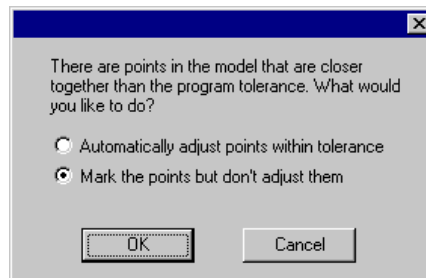 There are points in the model that are closer
together than the program tolerance. What would
you like to do?
Automatically adjust points within tolerance
Mark the points but don't adjust them
OK
Cancel